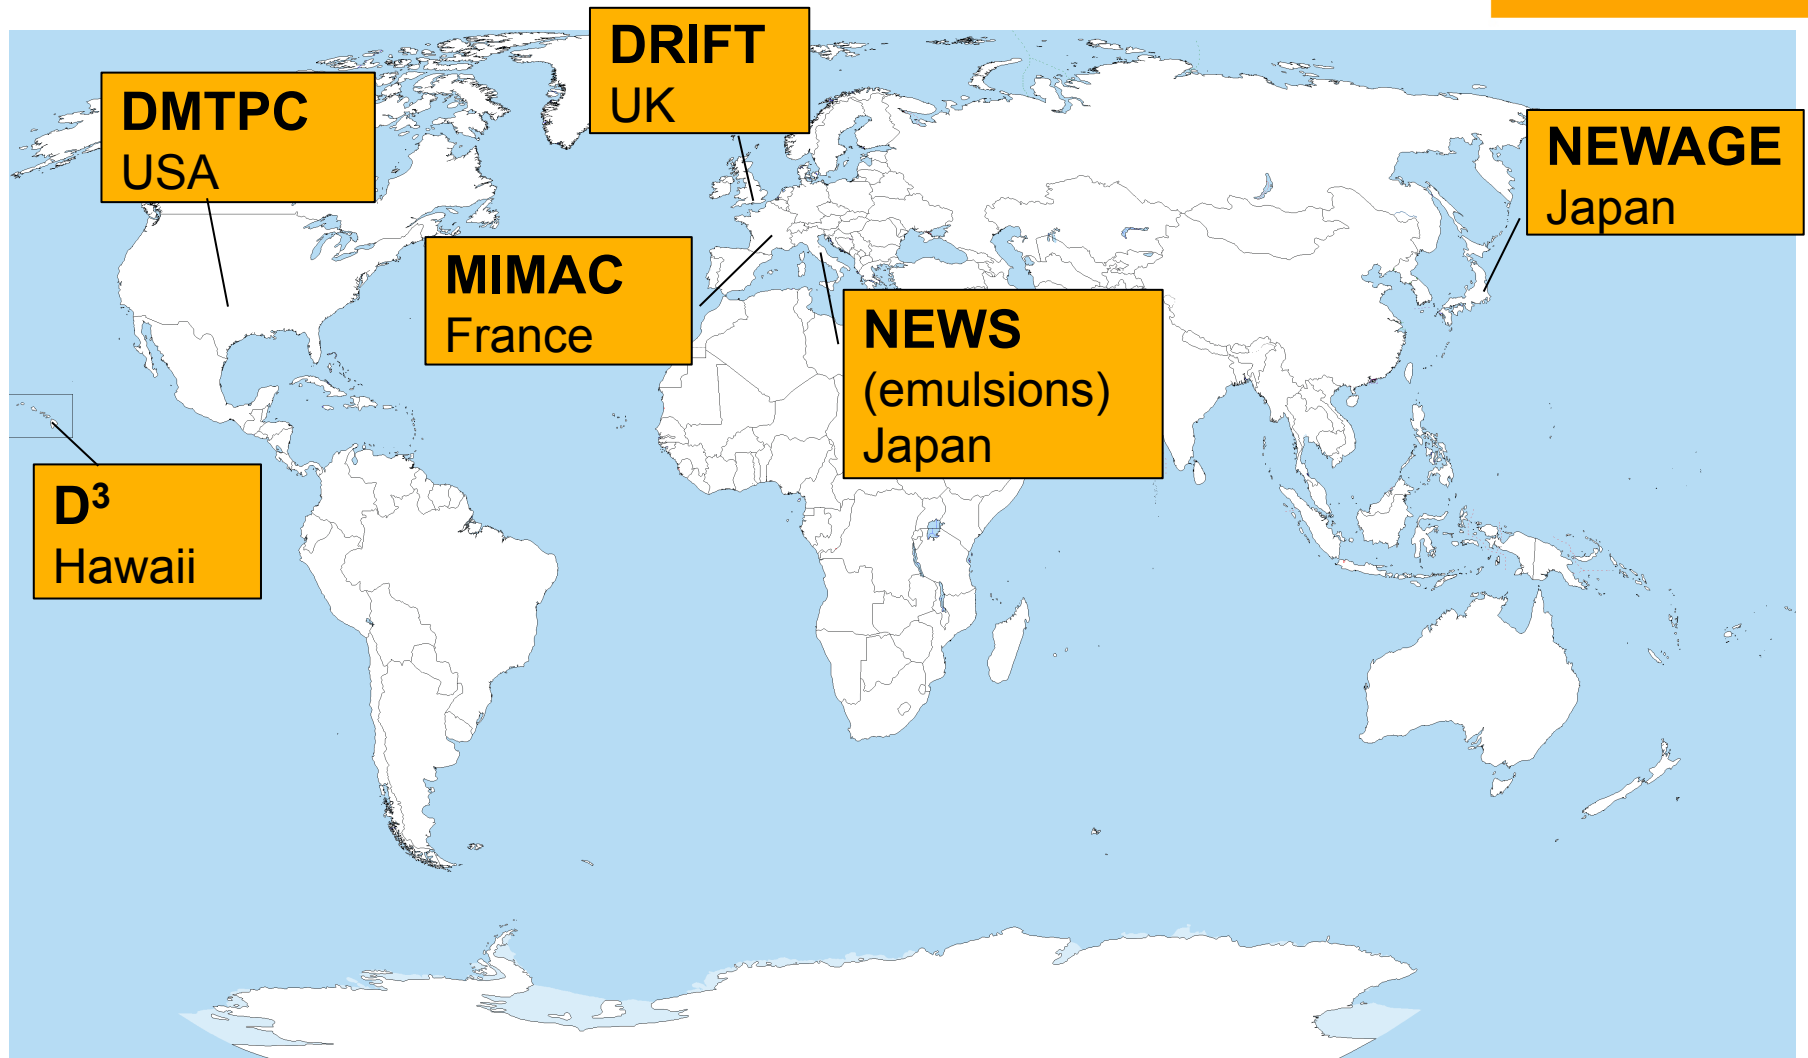 DRIFT
UK
DMTPC
USA
NEWAGE
Japan
MIMAC
France
NEWS
(emulsions)
Japan
D³
Hawaii